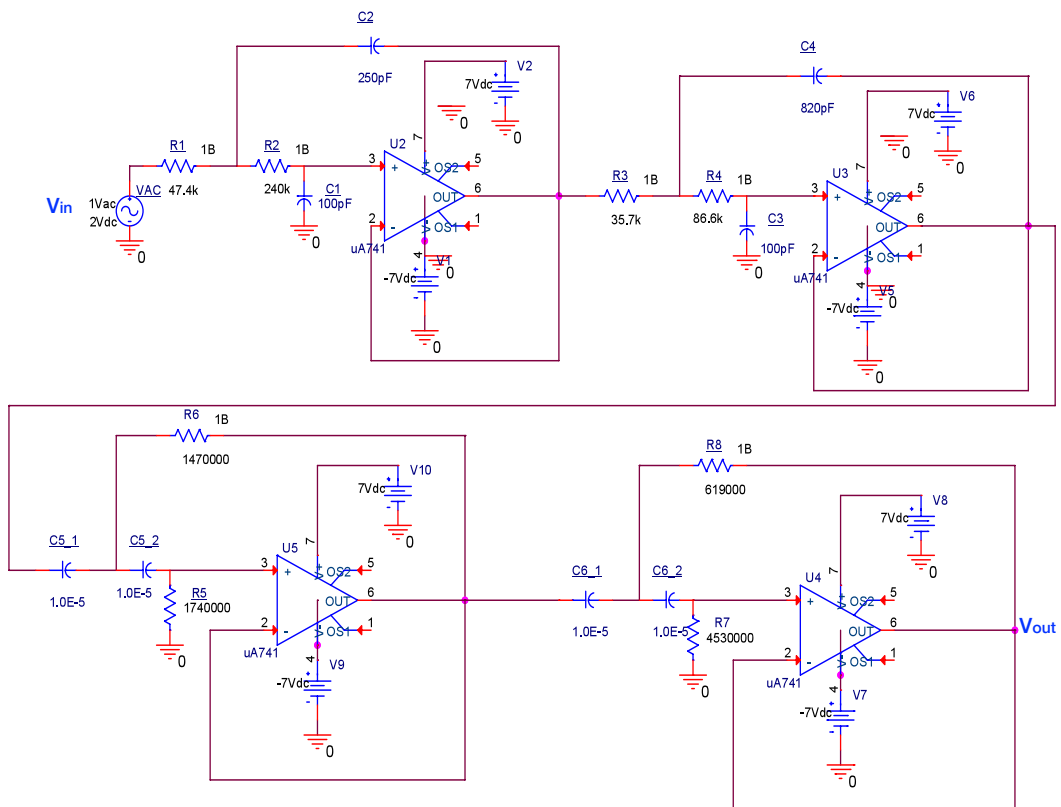 C2
250pF
V2
7Vdc
0
0
R1 1B
47.4k
R2 1B
240k
C1
100pF
VAC
1Vac
2Vdc
0
Vin
0
U2
7
3
+
V+
OS2
5
OUT
6
2
-
OS1
1
V-
uA741
4
V1
0
-7Vdc
0
R3 1B
35.7k
C4
820pF
V6
7Vdc
0
0
R4 1B
86.6k
C3
100pF
0
U3
7
3
+
V+
OS2
5
OUT
6
2
-
OS1
1
V-
uA741
4
V5
0
-7Vdc
0
R6 1B
1470000
V10
7Vdc
0
C5_1
1.0E-5
C5_2
1.0E-5
R5
1740000
0
U5
7
3
+
V+
OS2
5
OUT
6
2
-
OS1
1
V-
uA741
4
V9
-7Vdc
0
R8 1B
619000
V8
7Vdc
0
C6_1
1.0E-5
C6_2
1.0E-5
R7
4530000
0
U4
7
3
+
V+
OS2
5
OUT
6
2
-
OS1
1
V-
uA741
4
V7
-7Vdc
0
Vout